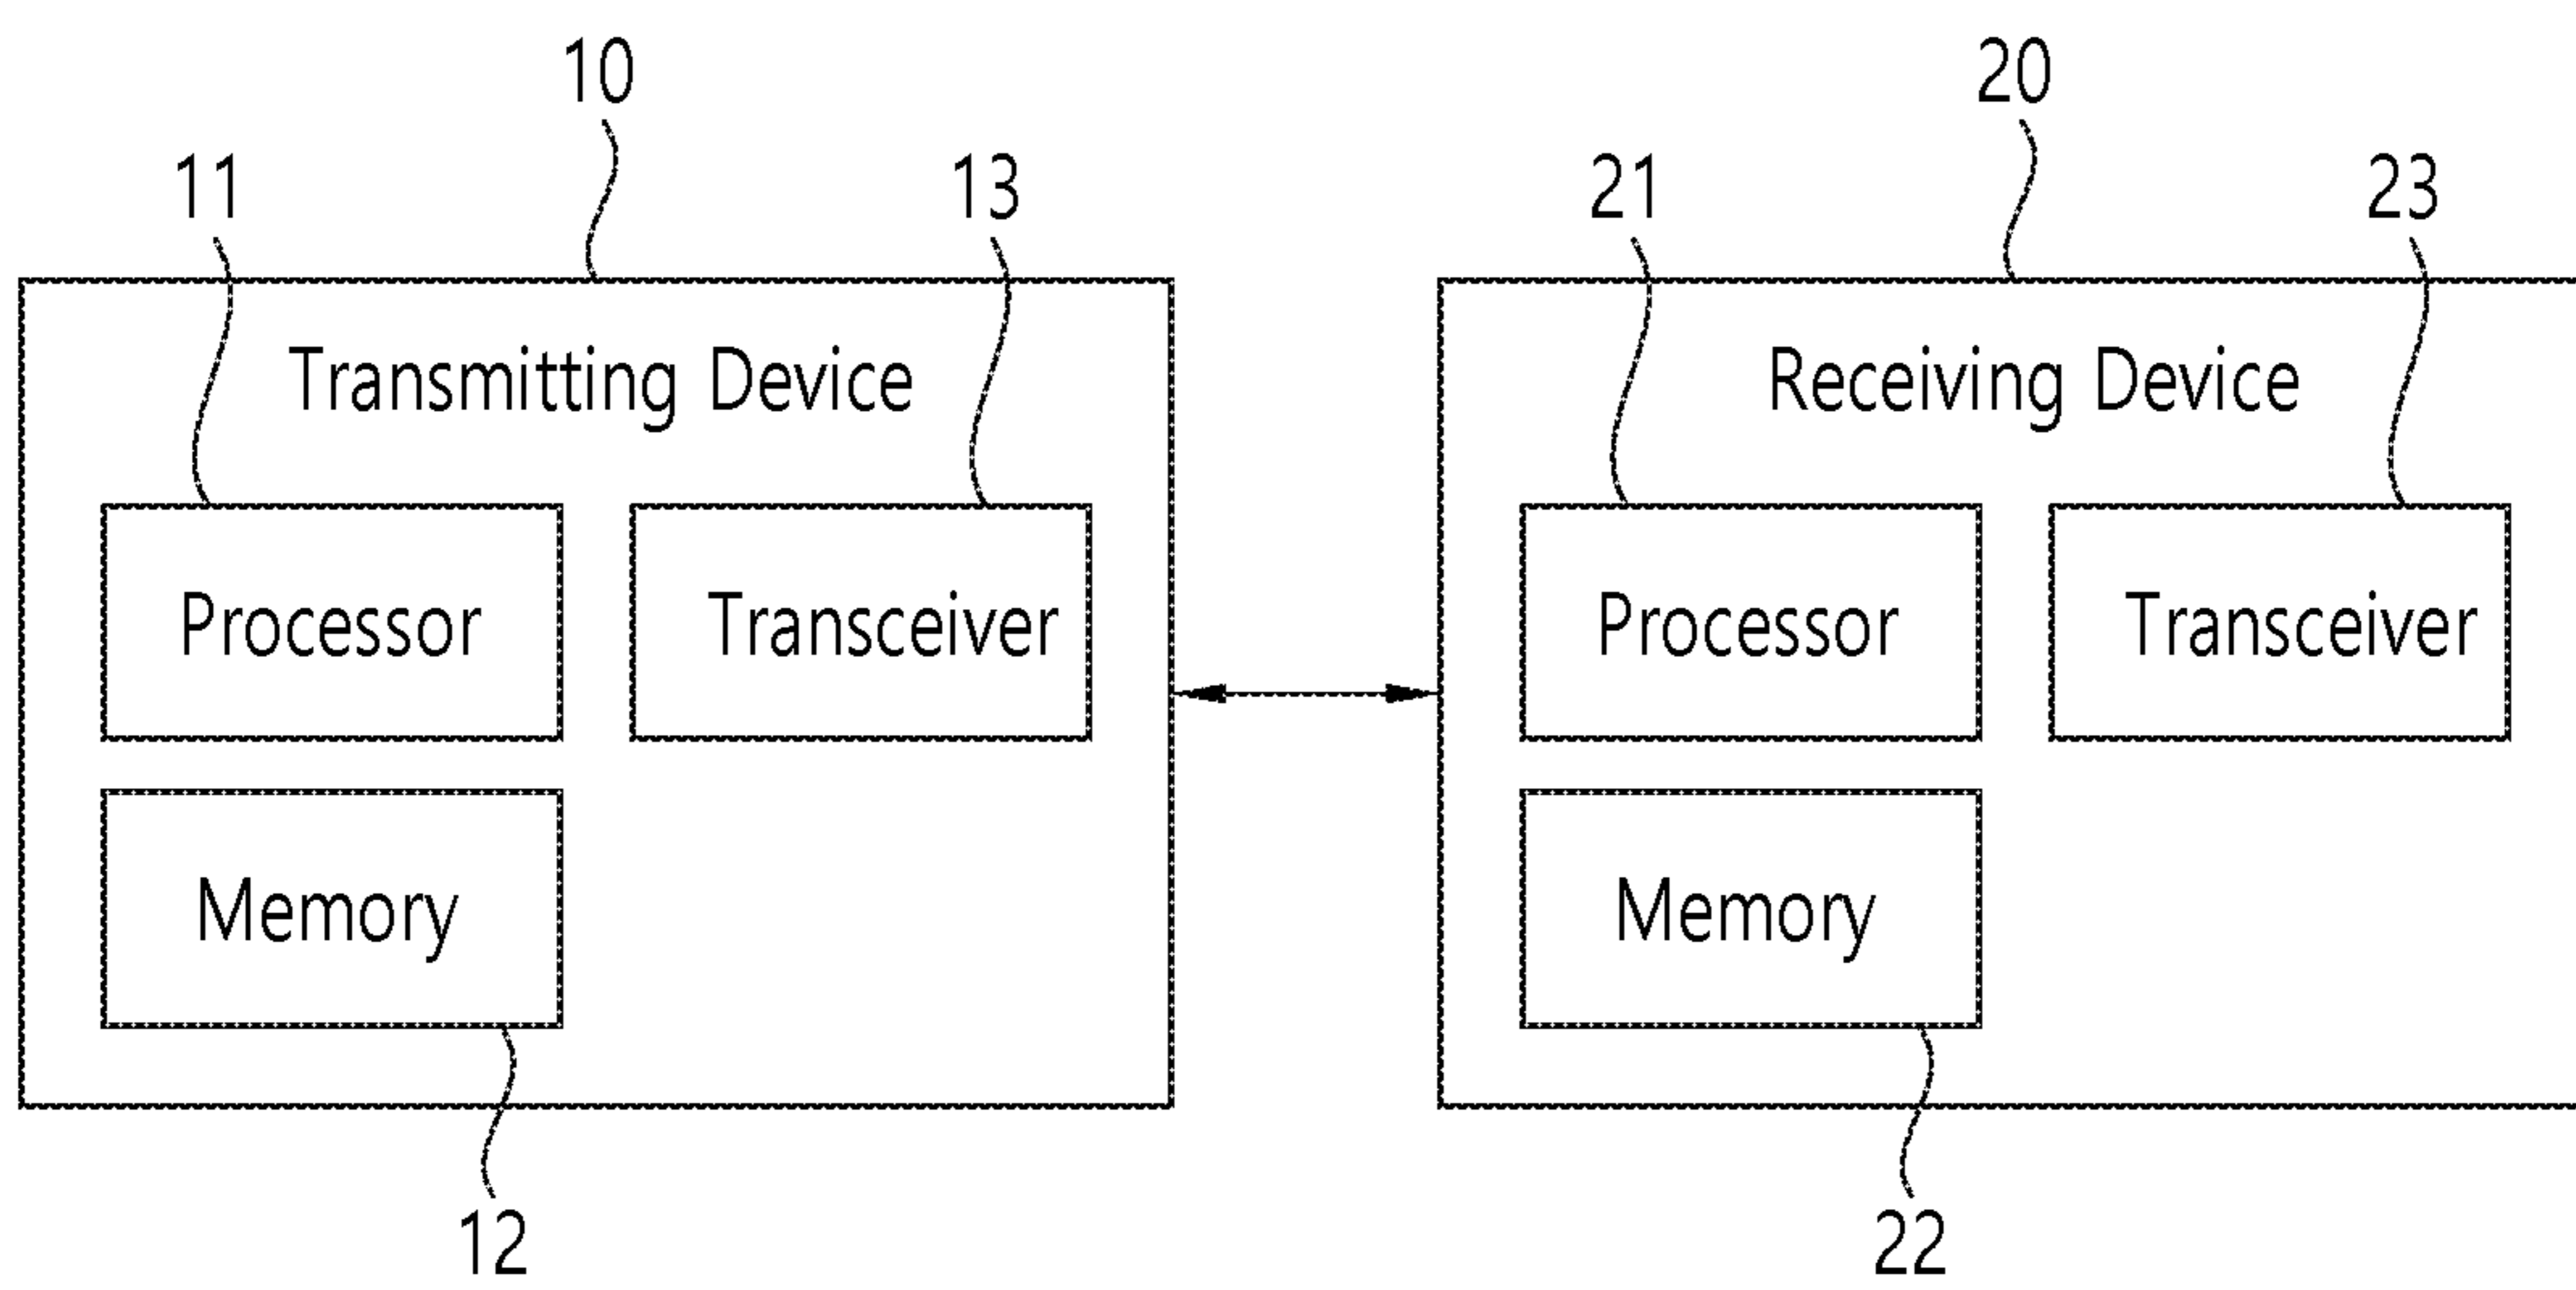 10 20
11 13 21 23
Transmitting Device Receiving Device
Processor Transceiver Processor Transceiver
Memory Memory
12 22